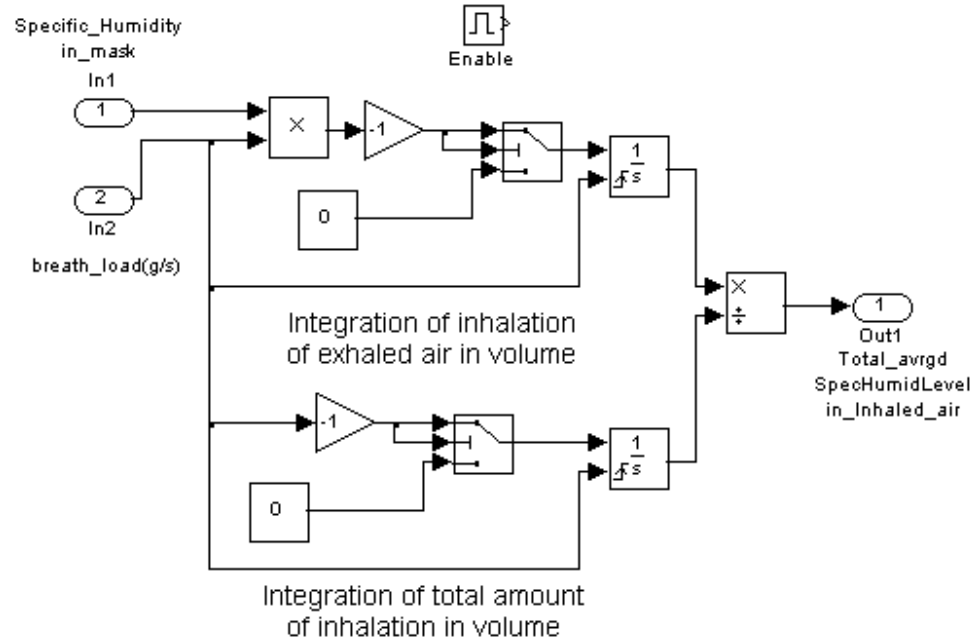 Specific_Humidity
in_mask
In1
1
Enable
×
-1
1
s
0
2
In2
breath_load(g/s)
×
÷
1
Out1
Total_avrgd
SpecHumidLevel
in_Inhaled_air
Integration of inhalation
of exhaled air in volume
-1
1
s
0
Integration of total amount
of inhalation in volume